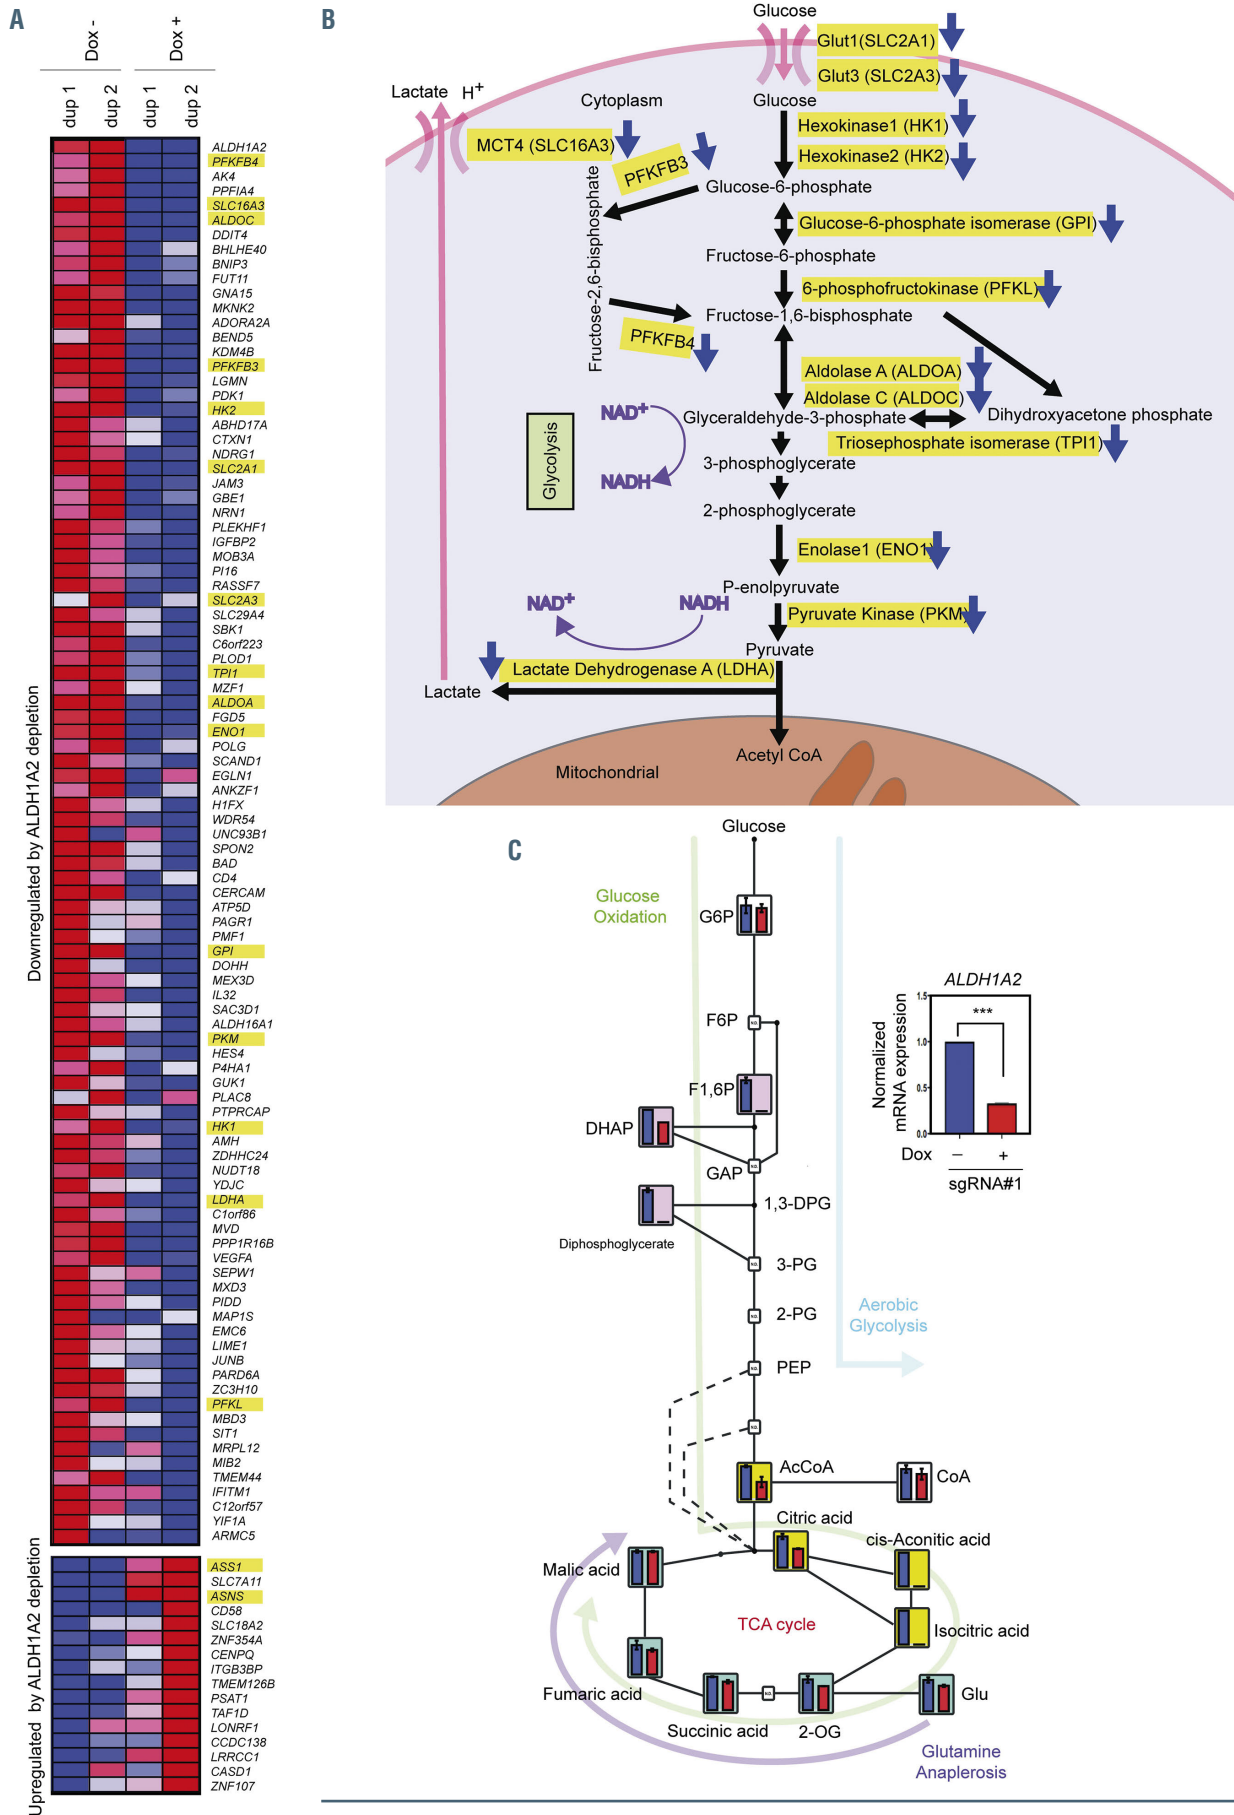 A
Dox -
Dox +
dup 1
dup 2
dup 1
dup 2
Downregulated by ALDH1A2 depletion
ALDH1A2
PFKFB4
AK4
PPFIA4
SLC16A3
ALDOC
DDIT4
BHLHE40
BNIP3
FUT11
GNA15
MKNK2
ADORA2A
BEND5
KDM4B
PFKFB3
LGMN
PDK1
HK2
ABHD17A
CTXN1
NDRG1
SLC2A1
JAM3
GBE1
NRN1
PLEKHF1
IGFBP2
MOB3A
PI16
RASSF7
SLC2A3
SLC29A4
SBK1
C6orf223
PLOD1
TPI1
MZF1
ALDOA
FGD5
ENO1
POLG
SCAND1
EGLN1
ANKZF1
H1FX
WDR54
UNC93B1
SPON2
BAD
CD4
CERCAM
ATP5D
PAGR1
PMF1
GPI
DOHH
MEX3D
IL32
SAC3D1
ALDH16A1
PKM
HES4
P4HA1
GUK1
PLAC8
PTPRCAP
HK1
AMH
ZDHHC24
NUDT18
YDJC
LDHA
C1orf86
MVD
PPP1R16B
VEGFA
SEPW1
MXD3
PIDD
MAP1S
EMC6
LIME1
JUNB
PARD6A
ZC3H10
PFKL
MBD3
SIT1
MRPL12
MIB2
TMEM44
IFITM1
C12orf57
YIF1A
ARMC5
Upregulated by ALDH1A2 depletion
ASS1
SLC7A11
ASNS
CD58
SLC18A2
ZNF354A
CENPQ
ITGB3BP
TMEM126B
PSAT1
TAF1D
LONRF1
CCDC138
LRRCC1
CASD1
ZNF107
B
Glucose
Glut1(SLC2A1)
Glut3 (SLC2A3)
Lactate H+
Cytoplasm
Glucose
MCT4 (SLC16A3)
Hexokinase1 (HK1)
Hexokinase2 (HK2)
PFKFB3
Glucose-6-phosphate
Glucose-6-phosphate isomerase (GPI)
Fructose-2,6-bisphosphate
Fructose-6-phosphate
6-phosphofructokinase (PFKL)
Fructose-1,6-bisphosphate
PFKFB4
Aldolase A (ALDOA)
Aldolase C (ALDOC)
NAD+
Glyceraldehyde-3-phosphate
Dihydroxyacetone phosphate
Triosephosphate isomerase (TPI1)
Glycolysis
3-phosphoglycerate
NADH
2-phosphoglycerate
Enolase1 (ENO1)
P-enolpyruvate
NAD+
NADH
Pyruvate Kinase (PKM)
Pyruvate
Lactate Dehydrogenase A (LDHA)
Lactate
Acetyl CoA
Mitochondrial
C
Glucose
Glucose
Oxidation
G6P
F6P
F1,6P
DHAP
GAP
1,3-DPG
Diphosphoglycerate
3-PG
2-PG
Aerobic
Glycolysis
PEP
AcCoA
CoA
Citric acid
cis-Aconitic acid
Malic acid
TCA cycle
Isocitric acid
Fumaric acid
Succinic acid
2-OG
Glu
Glutamine
Anaplerosis
ALDH1A2
Normalized
mRNA expression
1.5
1.0
0.5
0.0
***
Dox
–
+
sgRNA#1